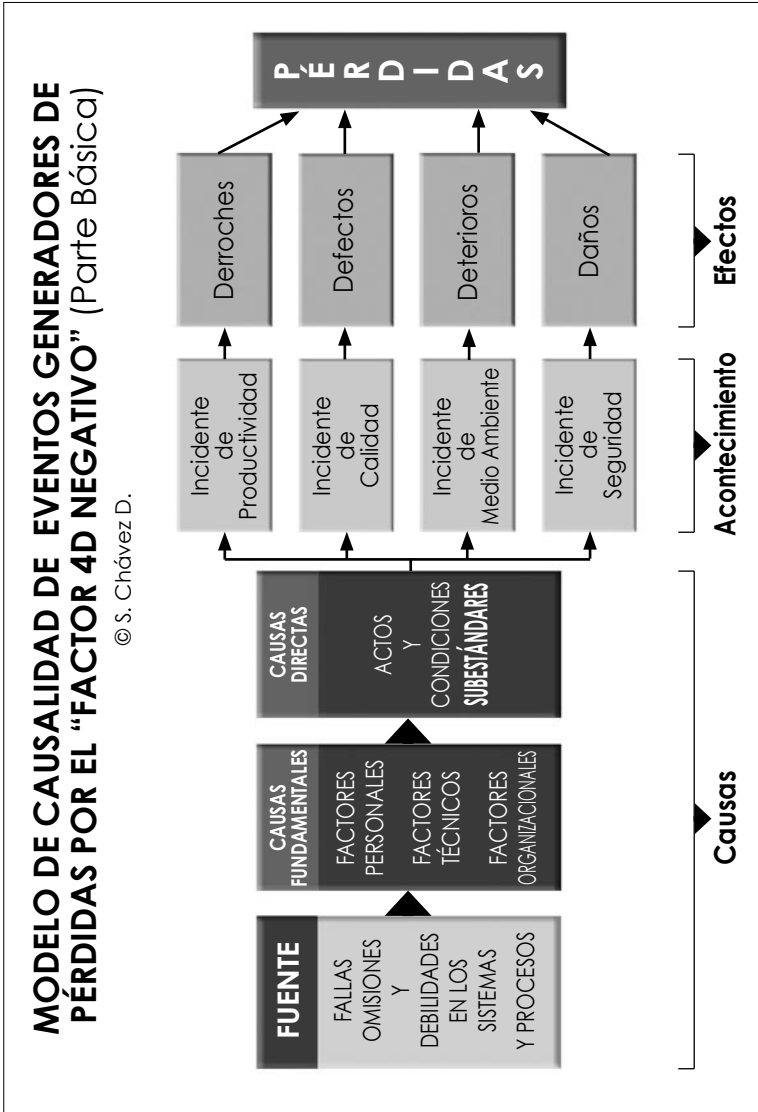 MODELO DE CAUSALIDAD DE EVENTOS GENERADORES DE
PÉRDIDAS POR EL “FACTOR 4D NEGATIVO” (Parte Básica)
© S. Chávez D.
FUENTE
FALLAS
OMISIONES
Y
DEBILIDADES
EN LOS
SISTEMAS
Y PROCESOS
CAUSAS
FUNDAMENTALES
FACTORES
PERSONALES
FACTORES
TÉCNICOS
FACTORES
ORGANIZACIONALES
CAUSAS
DIRECTAS
ACTOS
Y
CONDICIONES
SUBESTÁNDARES
Incidente
de
Productividad
Incidente
de
Calidad
Incidente
de
Medio Ambiente
Incidente
de
Seguridad
Derroches
Defectos
Deterioros
Daños
PÉRDIDAS
Causas
Acontecimiento
Efectos